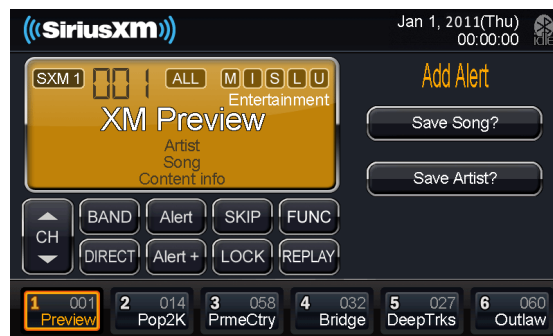 SiriusXM
Jan 1, 2011(Thu)
00:00:00
Idle
SXM 1 001 ALL M I S L U
Entertainment
XM Preview
Artist
Song
Content info
Add Alert
Save Song?
Save Artist?
CH
BAND Alert SKIP FUNC
DIRECT Alert + LOCK REPLAY
1 001 Preview
2 014 Pop2K
3 058 PrmeCtry
4 032 Bridge
5 027 DeepTrks
6 060 Outlaw